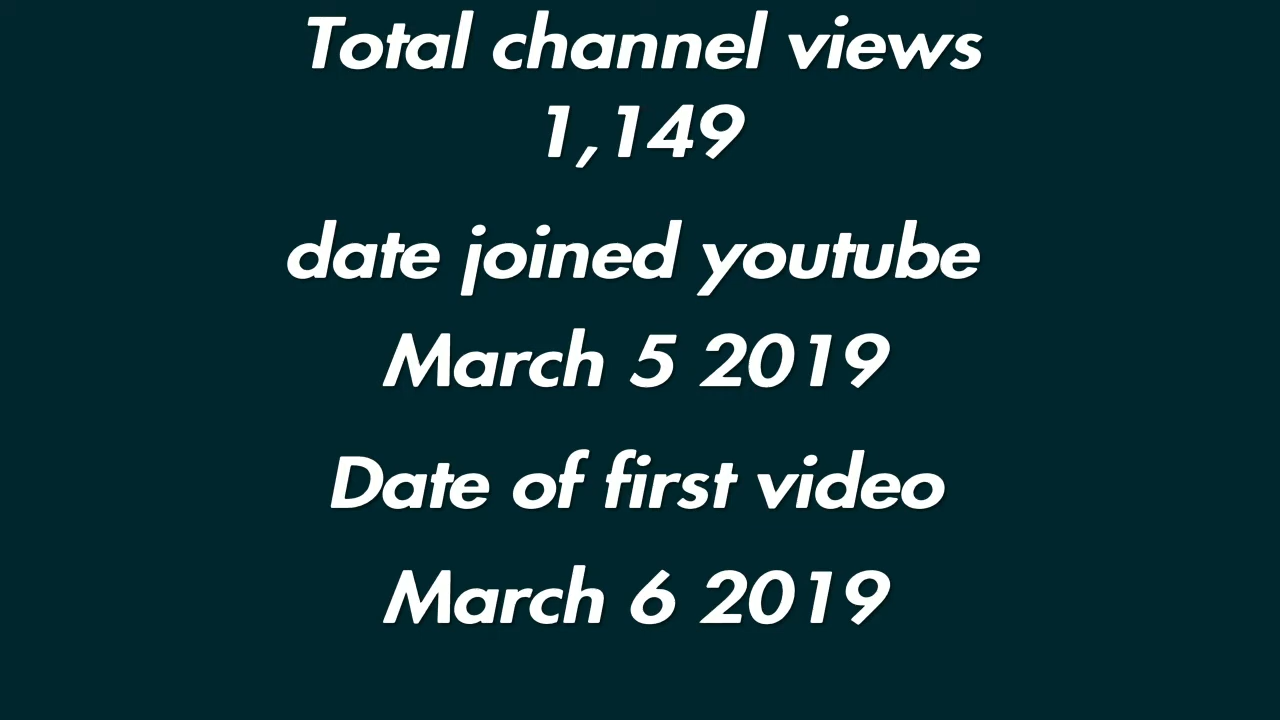 Total channel views
1,149
date joined youtube
March 5 2019
Date of first video
March 6 2019